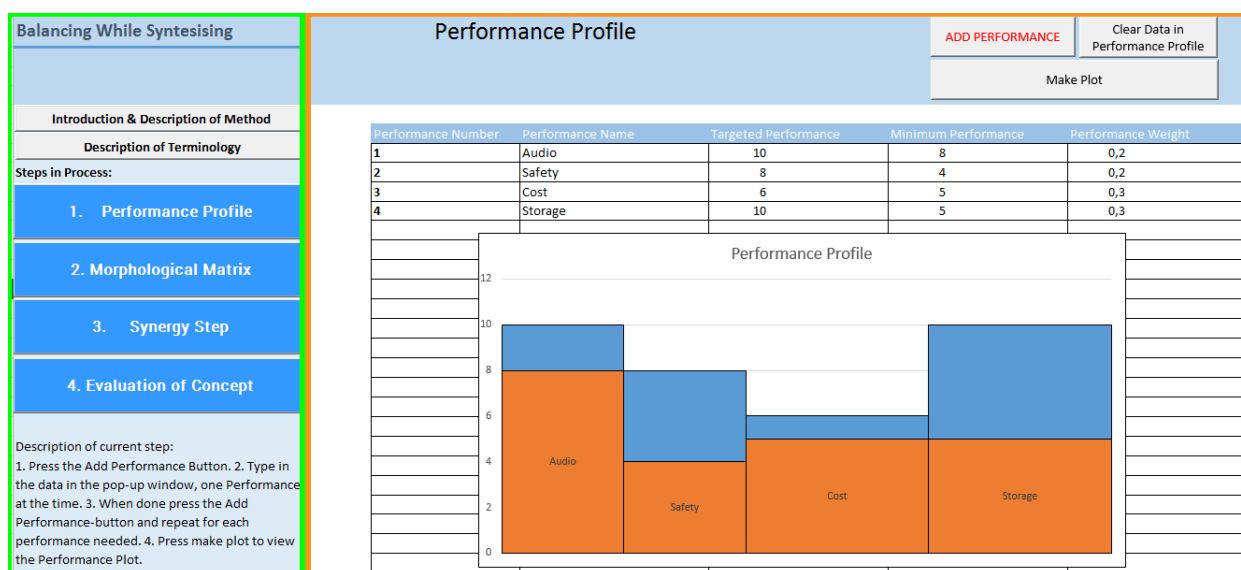 Balancing While Syntesising
Introduction & Description of Method
Description of Terminology
Steps in Process:
1. Performance Profile
2. Morphological Matrix
3. Synergy Step
4. Evaluation of Concept
Description of current step:
1. Press the Add Performance Button. 2. Type in
the data in the pop-up window, one Performance
at the time. 3. When done press the Add
Performance-button and repeat for each
performance needed. 4. Press make plot to view
the Performance Plot.
Performance Profile
ADD PERFORMANCE
Clear Data in
Performance Profile
Make Plot
Performance Number Performance Name Targeted Performance Minimum Performance Performance Weight
1 Audio 10 8 0,2
2 Safety 8 4 0,2
3 Cost 6 5 0,3
4 Storage 10 5 0,3
Performance Profile
12
10
8
6
4
2
0
Audio
Safety
Cost
Storage